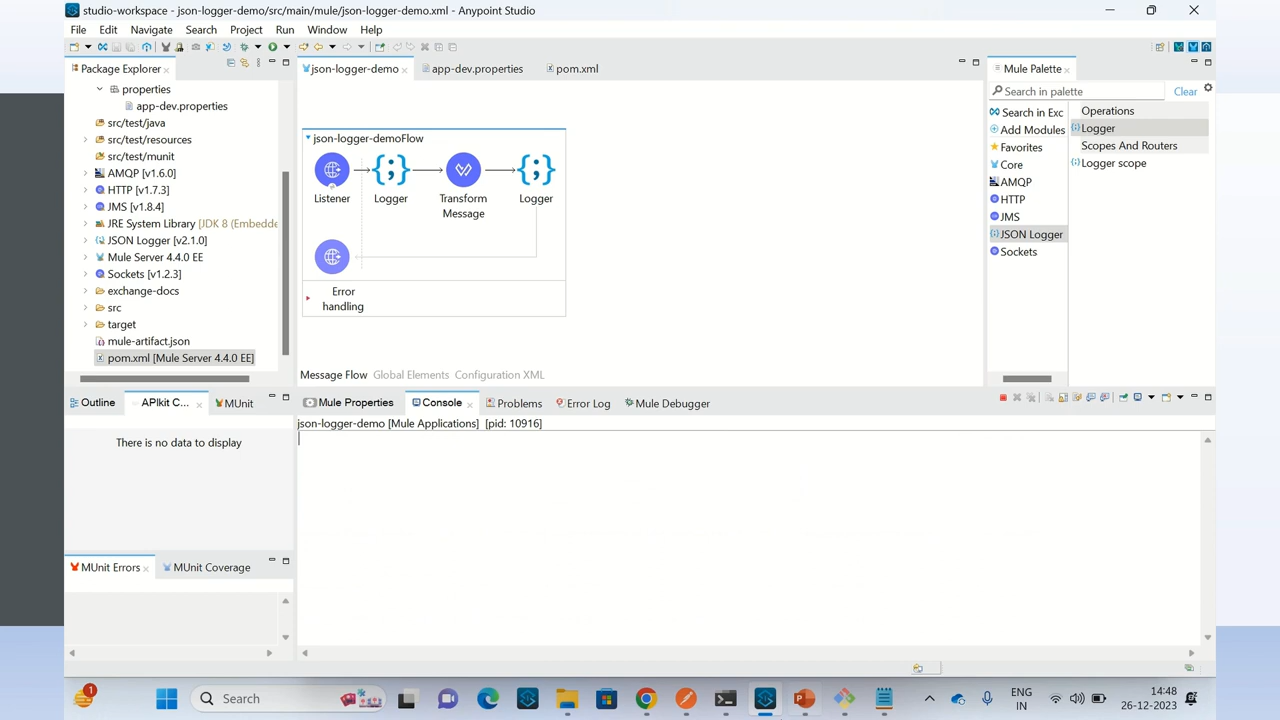 studio-workspace - json-logger-demo/src/main/mule/json-logger-demo.xml - Anypoint Studio
File Edit Navigate Search Project Run Window Help
Package Explorer
json-logger-demo
app-dev.properties
pom.xml
Mule Palette
properties
app-dev.properties
src/test/java
src/test/resources
src/test/munit
AMQP [v1.6.0]
HTTP [v1.7.3]
JMS [v1.8.4]
JRE System Library [JDK 8 (Embedde
JSON Logger [v2.1.0]
Mule Server 4.4.0 EE
Sockets [v1.2.3]
exchange-docs
src
target
mule-artifact.json
pom.xml [Mule Server 4.4.0 EE]
json-logger-demoFlow
Listener
Logger
Transform
Message
Logger
Error
handling
Message Flow Global Elements Configuration XML
Search in palette
Clear
Search in Exc
Add Modules
Favorites
Core
AMQP
HTTP
JMS
JSON Logger
Sockets
Operations
Logger
Scopes And Routers
Logger scope
Outline
APIkit C...
MUnit
There is no data to display
MUnit Errors
MUnit Coverage
Mule Properties
Console
Problems
Error Log
Mule Debugger
json-logger-demo [Mule Applications] [pid: 10916]
1
Search
ENG
IN
14:48
26-12-2023